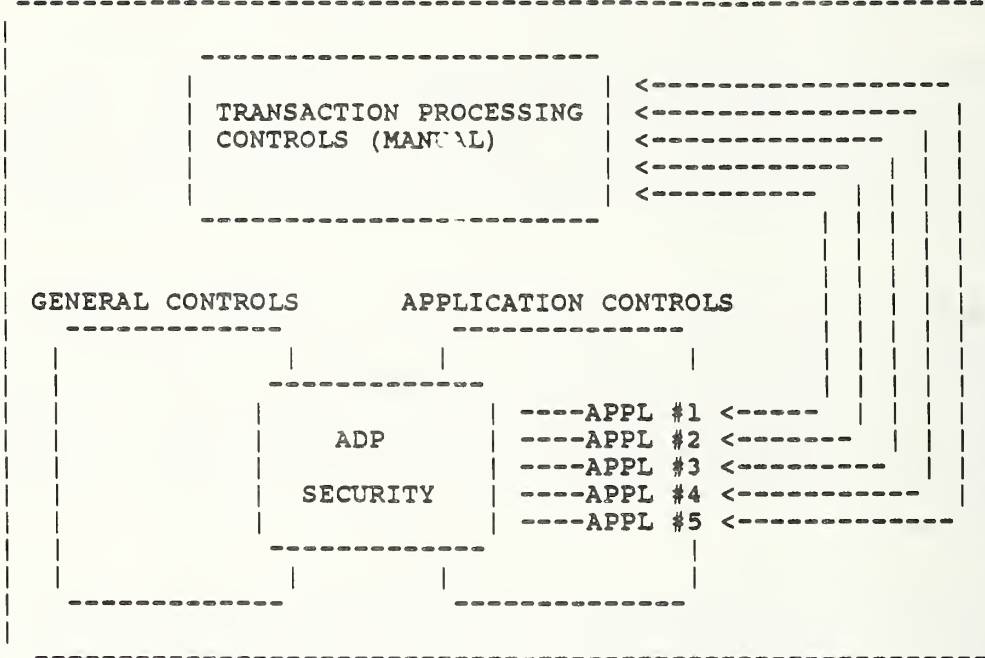 TRANSACTION PROCESSING
CONTROLS (MANUAL)
GENERAL CONTROLS
APPLICATION CONTROLS
ADP
SECURITY
APPL #1
APPL #2
APPL #3
APPL #4
APPL #5